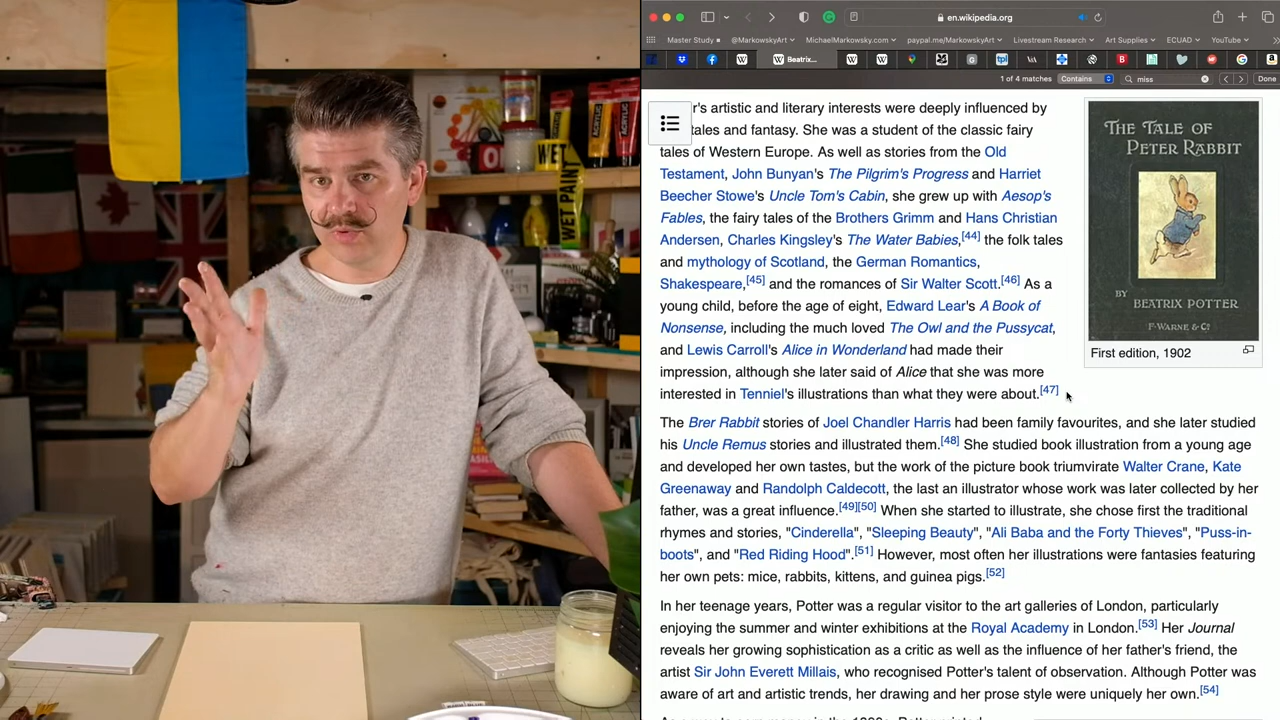 ACRYLIC
ACRYLIC
WET
WET PAINT
en.wikipedia.org
Master Study
@MarkowskyArt
MichaelMarkowsky.com
paypal.me/MarkowskyArt
Livestream Research
Art Supplies
ECUAD
YouTube
Beatrix...
1 of 4 matches
Contains
miss
Done
r's artistic and literary interests were deeply influenced by
tales and fantasy. She was a student of the classic fairy
tales of Western Europe. As well as stories from the Old
Testament, John Bunyan's The Pilgrim's Progress and Harriet
Beecher Stowe's Uncle Tom's Cabin, she grew up with Aesop's
Fables, the fairy tales of the Brothers Grimm and Hans Christian
Andersen, Charles Kingsley's The Water Babies,[44] the folk tales
and mythology of Scotland, the German Romantics,
Shakespeare,[45] and the romances of Sir Walter Scott.[46] As a
young child, before the age of eight, Edward Lear's A Book of
Nonsense, including the much loved The Owl and the Pussycat,
and Lewis Carroll's Alice in Wonderland had made their
impression, although she later said of Alice that she was more
interested in Tenniel's illustrations than what they were about.[47]
THE TALE OF
PETER RABBIT
BY
BEATRIX POTTER
F. WARNE & Co
First edition, 1902
The Brer Rabbit stories of Joel Chandler Harris had been family favourites, and she later studied
his Uncle Remus stories and illustrated them.[48] She studied book illustration from a young age
and developed her own tastes, but the work of the picture book triumvirate Walter Crane, Kate
Greenaway and Randolph Caldecott, the last an illustrator whose work was later collected by her
father, was a great influence.[49][50] When she started to illustrate, she chose first the traditional
rhymes and stories, "Cinderella", "Sleeping Beauty", "Ali Baba and the Forty Thieves", "Puss-in-
boots", and "Red Riding Hood".[51] However, most often her illustrations were fantasies featuring
her own pets: mice, rabbits, kittens, and guinea pigs.[52]
In her teenage years, Potter was a regular visitor to the art galleries of London, particularly
enjoying the summer and winter exhibitions at the Royal Academy in London.[53] Her Journal
reveals her growing sophistication as a critic as well as the influence of her father's friend, the
artist Sir John Everett Millais, who recognised Potter's talent of observation. Although Potter was
aware of art and artistic trends, her drawing and her prose style were uniquely her own.[54]